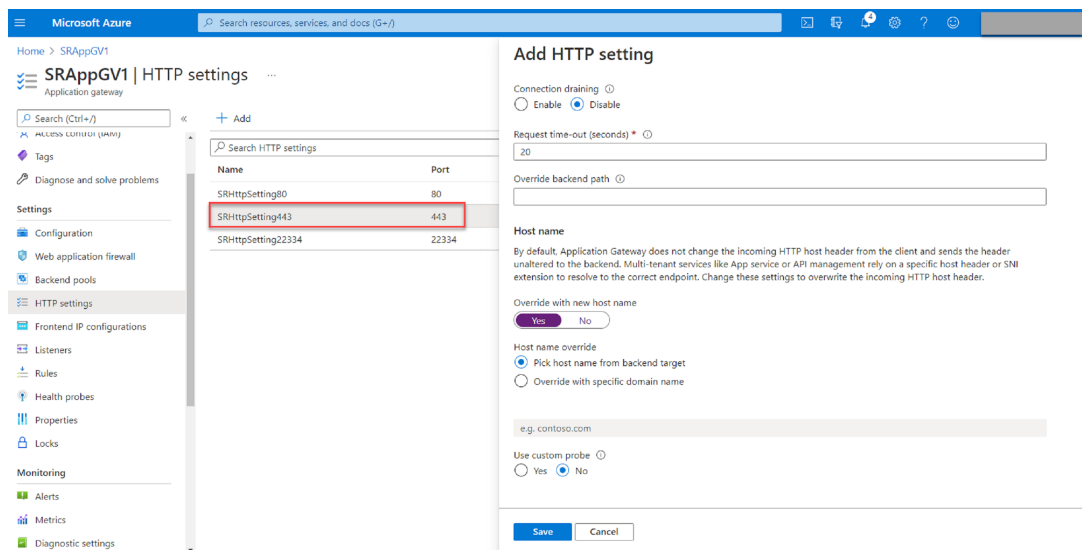 Microsoft Azure
Search resources, services, and docs (G+/)
4
Home > SRAppGV1
SRAppGV1 | HTTP settings ...
Application gateway
Search (Ctrl+/)
«
Access control (IAM)
Tags
Diagnose and solve problems
Settings
Configuration
Web application firewall
Backend pools
HTTP settings
Frontend IP configurations
Listeners
Rules
Health probes
Properties
Locks
Monitoring
Alerts
Metrics
Diagnostic settings
+ Add
Search HTTP settings
Name Port
SRHttpSetting80 80
SRHttpSetting443 443
SRHttpSetting22334 22334
Add HTTP setting
Connection draining
Enable Disable
Request time-out (seconds) *
20
Override backend path
Host name
By default, Application Gateway does not change the incoming HTTP host header from the client and sends the header
unaltered to the backend. Multi-tenant services like App service or API management rely on a specific host header or SNI
extension to resolve to the correct endpoint. Change these settings to overwrite the incoming HTTP host header.
Override with new host name
Yes No
Host name override
Pick host name from backend target
Override with specific domain name
e.g. contoso.com
Use custom probe
Yes No
Save Cancel